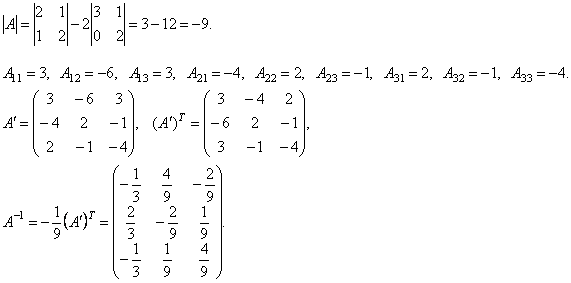 |A| = |2 1; 1 2| − 2|3 1; 0 2| = 3 − 12 = −9.
A₁₁ = 3, A₁₂ = −6, A₁₃ = 3, A₂₁ = −4, A₂₂ = 2, A₂₃ = −1, A₃₁ = 2, A₃₂ = −1, A₃₃ = −4.
A′ = (3 −6 3; −4 2 −1; 2 −1 −4), (A′)ᵀ = (3 −4 2; −6 2 −1; 3 −1 −4),
A⁻¹ = −1/9 (A′)ᵀ = (−1/3 4/9 −2/9; 2/3 −2/9 1/9; −1/3 1/9 4/9).